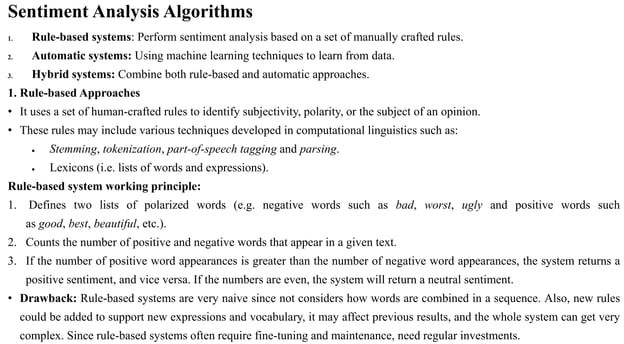 Sentiment Analysis Algorithms
1. Rule-based systems: Perform sentiment analysis based on a set of manually crafted rules.
2. Automatic systems: Using machine learning techniques to learn from data.
3. Hybrid systems: Combine both rule-based and automatic approaches.
1. Rule-based Approaches
• It uses a set of human-crafted rules to identify subjectivity, polarity, or the subject of an opinion.
• These rules may include various techniques developed in computational linguistics such as:
• Stemming, tokenization, part-of-speech tagging and parsing.
• Lexicons (i.e. lists of words and expressions).
Rule-based system working principle:
1. Defines two lists of polarized words (e.g. negative words such as bad, worst, ugly and positive words such
as good, best, beautiful, etc.).
2. Counts the number of positive and negative words that appear in a given text.
3. If the number of positive word appearances is greater than the number of negative word appearances, the system returns a
positive sentiment, and vice versa. If the numbers are even, the system will return a neutral sentiment.
• Drawback: Rule-based systems are very naive since not considers how words are combined in a sequence. Also, new rules
could be added to support new expressions and vocabulary, it may affect previous results, and the whole system can get very
complex. Since rule-based systems often require fine-tuning and maintenance, need regular investments.